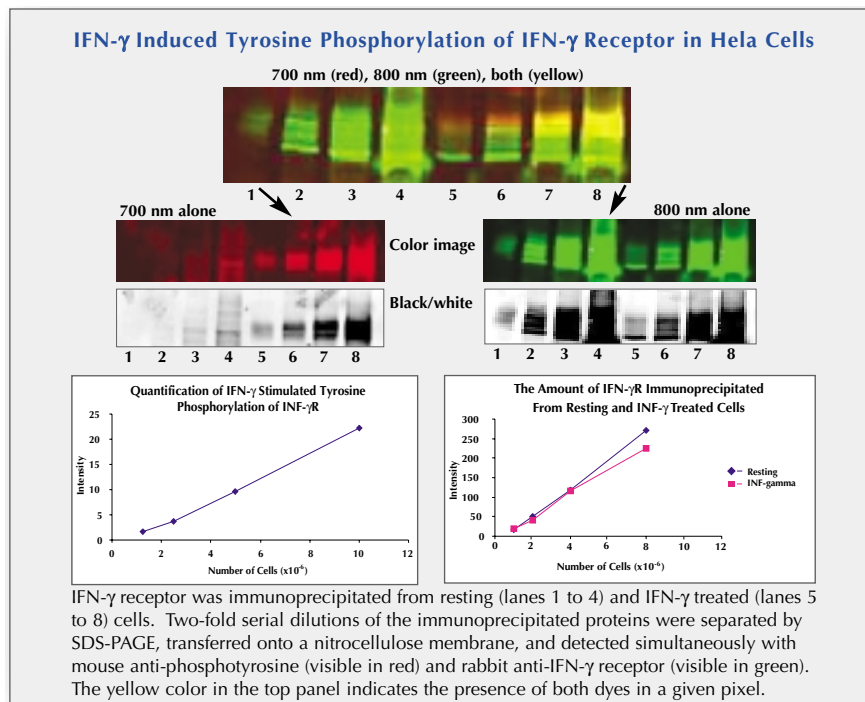 IFN-γ Induced Tyrosine Phosphorylation of IFN-γ Receptor in Hela Cells
700 nm (red), 800 nm (green), both (yellow)
1 2 3 4 5 6 7 8
700 nm alone
800 nm alone
Color image
Black/white
1 2 3 4 5 6 7 8
1 2 3 4 5 6 7 8
Quantification of IFN-γ Stimulated Tyrosine
Phosphorylation of INF-γR
25
20
15
10
5
0
Intensity
0 2 4 6 8 10 12
Number of Cells (x10-6)
The Amount of IFN-γR Immunoprecipitated
From Resting and INF-γ Treated Cells
300
250
200
150
100
50
0
Intensity
0 2 4 6 8 10 12
Number of Cells (x10-6)
Resting
INF-gamma
IFN-γ receptor was immunoprecipitated from resting (lanes 1 to 4) and IFN-γ treated (lanes 5
to 8) cells. Two-fold serial dilutions of the immunoprecipitated proteins were separated by
SDS-PAGE, transferred onto a nitrocellulose membrane, and detected simultaneously with
mouse anti-phosphotyrosine (visible in red) and rabbit anti-IFN-γ receptor (visible in green).
The yellow color in the top panel indicates the presence of both dyes in a given pixel.